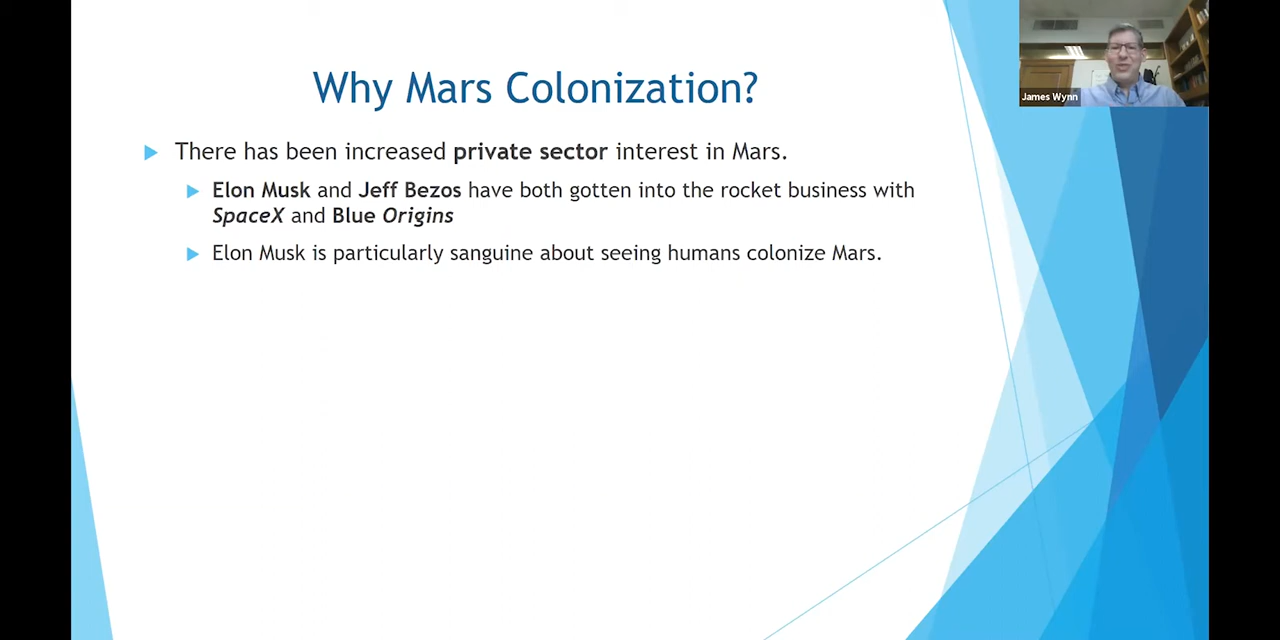 Why Mars Colonization?
There has been increased private sector interest in Mars.
Elon Musk and Jeff Bezos have both gotten into the rocket business with
SpaceX and Blue Origins
Elon Musk is particularly sanguine about seeing humans colonize Mars.
James Wynn